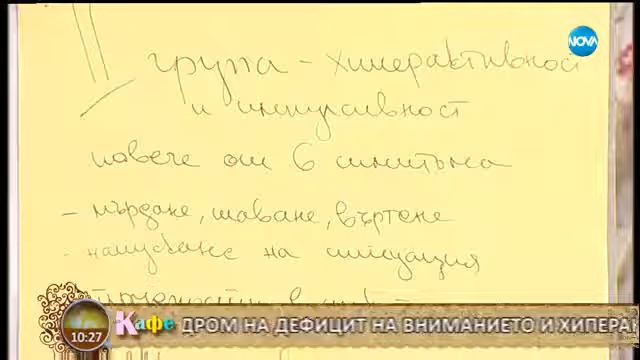 II
група – хиперактивност
и импулсивност
повече от 6 симптома
– мърдане, шаване, въртене
– напускане на ситуация
NOVA
10:27
Кафе
ДРОМ НА ДЕФИЦИТ НА ВНИМАНИЕТО И ХИПЕРА